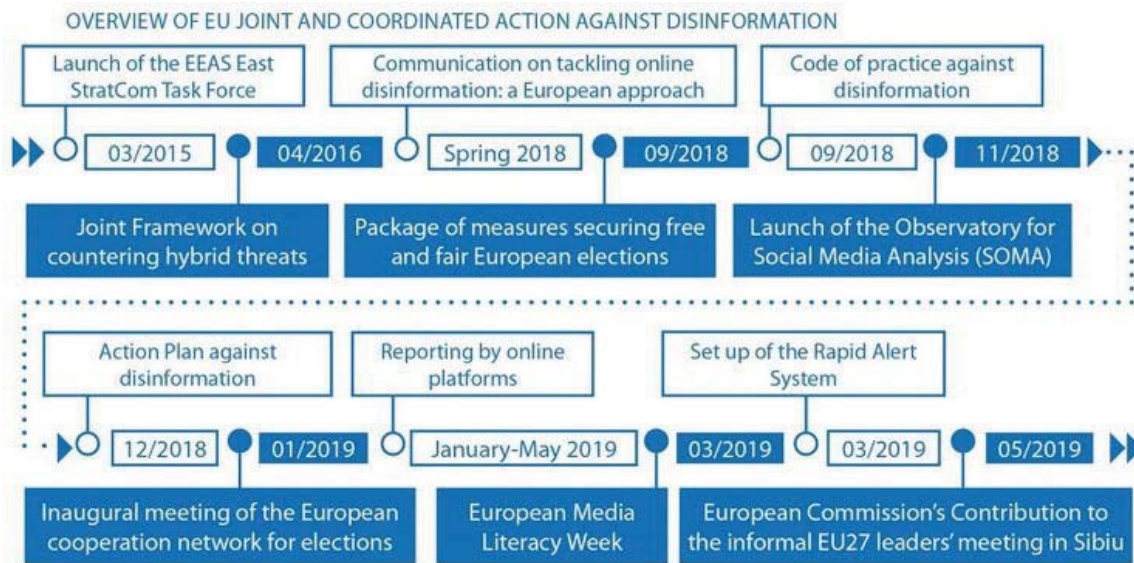 OVERVIEW OF EU JOINT AND COORDINATED ACTION AGAINST DISINFORMATION
Launch of the EEAS East
StratCom Task Force
Communication on tackling online
disinformation: a European approach
Code of practice against
disinformation
03/2015
04/2016
Spring 2018
09/2018
09/2018
11/2018
Joint Framework on
countering hybrid threats
Package of measures securing free
and fair European elections
Launch of the Observatory for
Social Media Analysis (SOMA)
Action Plan against
disinformation
Reporting by online
platforms
Set up of the Rapid Alert
System
12/2018
01/2019
January-May 2019
03/2019
03/2019
05/2019
Inaugural meeting of the European
cooperation network for elections
European Media
Literacy Week
European Commission's Contribution to
the informal EU27 leaders' meeting in Sibiu